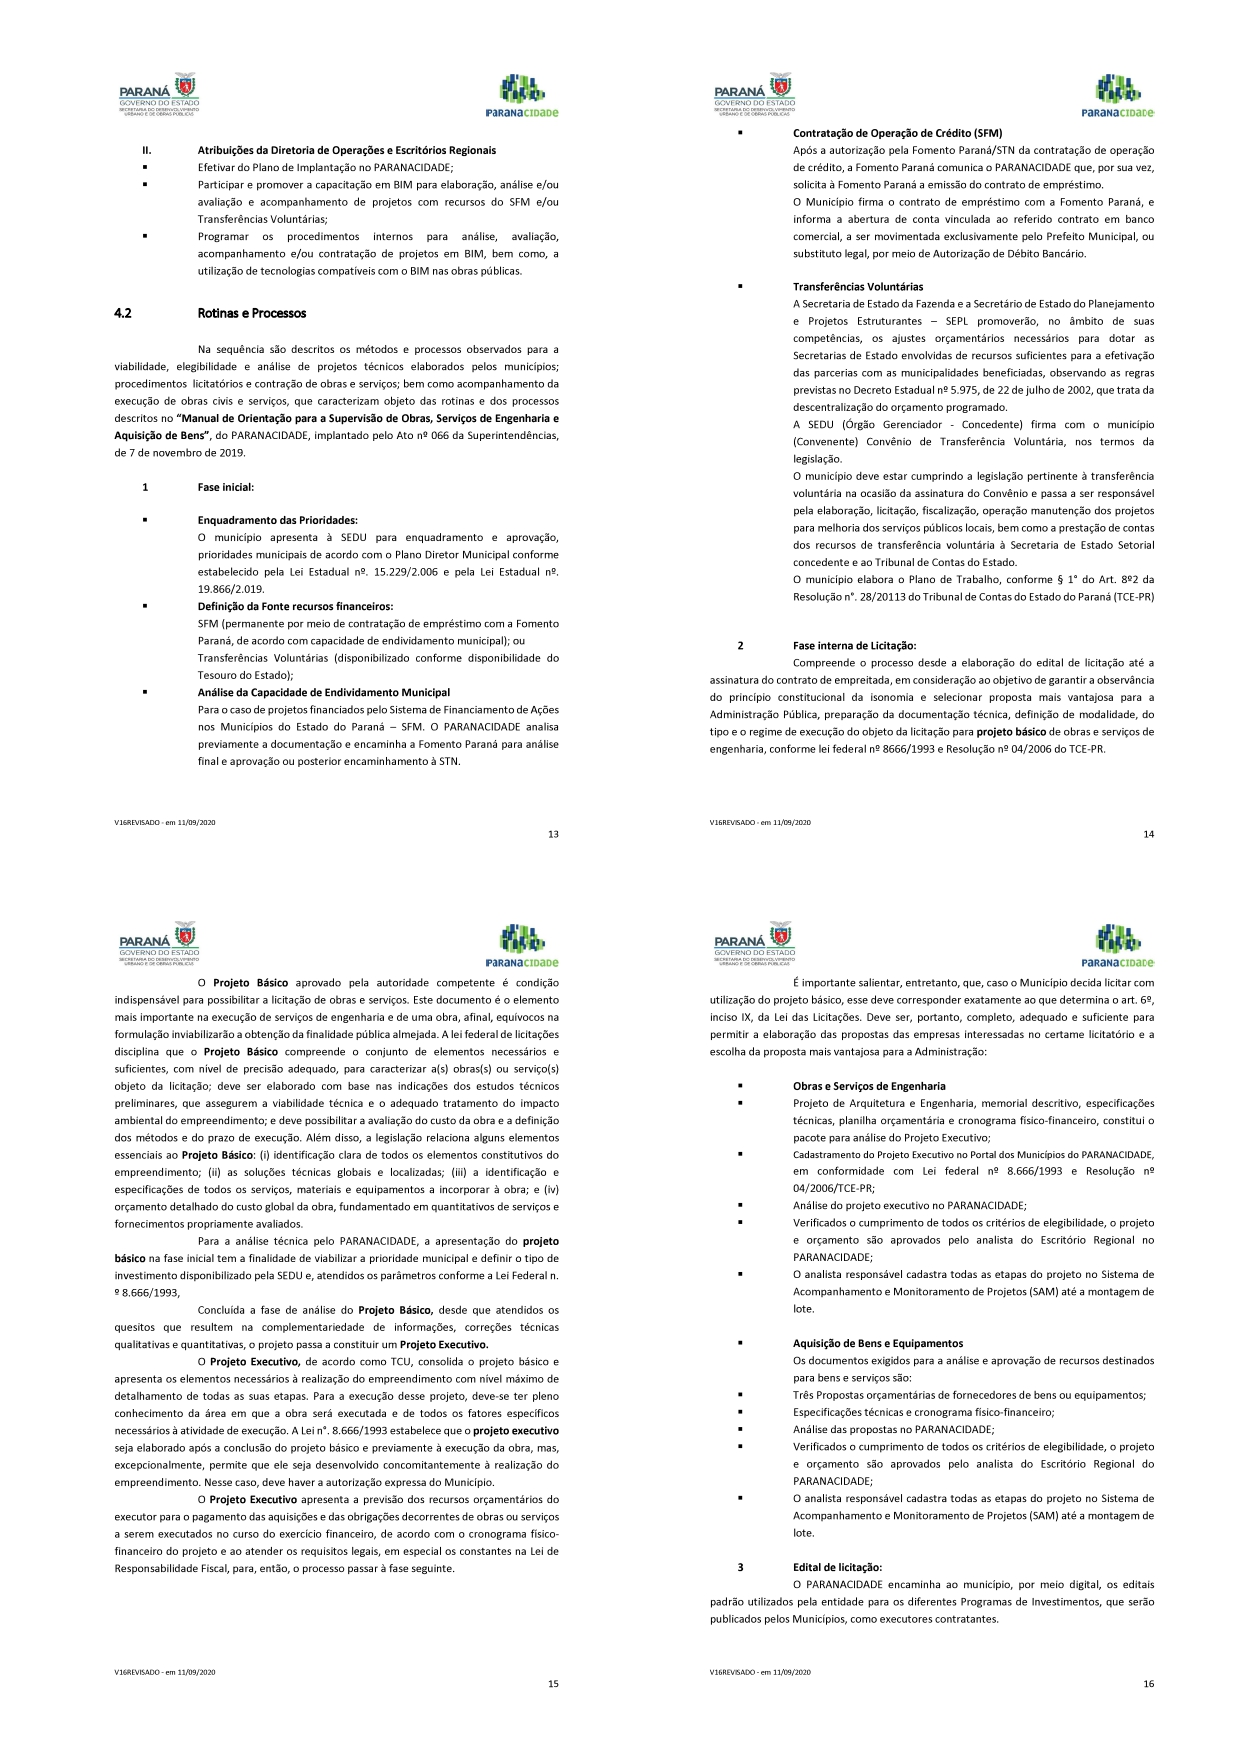 PARANÁ
GOVERNO DO ESTADO
SECRETARIA DO DESENVOLVIMENTO
URBANO E DE OBRAS PÚBLICAS
PARANACIDADE
II. Atribuições da Diretoria de Operações e Escritórios Regionais
▪ Efetivar do Plano de Implantação no PARANACIDADE;
▪ Participar e promover a capacitação em BIM para elaboração, análise e/ou
avaliação e acompanhamento de projetos com recursos do SFM e/ou
Transferências Voluntárias;
▪ Programar os procedimentos internos para análise, avaliação,
acompanhamento e/ou contratação de projetos em BIM, bem como, a
utilização de tecnologias compatíveis com o BIM nas obras públicas.
4.2 Rotinas e Processos
Na sequência são descritos os métodos e processos observados para a
viabilidade, elegibilidade e análise de projetos técnicos elaborados pelos municípios;
procedimentos licitatórios e contração de obras e serviços; bem como acompanhamento da
execução de obras civis e serviços, que caracterizam objeto das rotinas e dos processos
descritos no “Manual de Orientação para a Supervisão de Obras, Serviços de Engenharia e
Aquisição de Bens”, do PARANACIDADE, implantado pelo Ato nº 066 da Superintendências,
de 7 de novembro de 2019.
1 Fase inicial:
▪ Enquadramento das Prioridades:
O município apresenta à SEDU para enquadramento e aprovação,
prioridades municipais de acordo com o Plano Diretor Municipal conforme
estabelecido pela Lei Estadual nº. 15.229/2.006 e pela Lei Estadual nº.
19.866/2.019.
▪ Definição da Fonte recursos financeiros:
SFM (permanente por meio de contratação de empréstimo com a Fomento
Paraná, de acordo com capacidade de endividamento municipal); ou
Transferências Voluntárias (disponibilizado conforme disponibilidade do
Tesouro do Estado);
▪ Análise da Capacidade de Endividamento Municipal
Para o caso de projetos financiados pelo Sistema de Financiamento de Ações
nos Municípios do Estado do Paraná – SFM. O PARANACIDADE analisa
previamente a documentação e encaminha a Fomento Paraná para análise
final e aprovação ou posterior encaminhamento à STN.
V16REVISADO - em 11/09/2020
13
PARANÁ
GOVERNO DO ESTADO
SECRETARIA DO DESENVOLVIMENTO
URBANO E DE OBRAS PÚBLICAS
PARANACIDADE
▪ Contratação de Operação de Crédito (SFM)
Após a autorização pela Fomento Paraná/STN da contratação de operação
de crédito, a Fomento Paraná comunica o PARANACIDADE que, por sua vez,
solicita à Fomento Paraná a emissão do contrato de empréstimo.
O Município firma o contrato de empréstimo com a Fomento Paraná, e
informa a abertura de conta vinculada ao referido contrato em banco
comercial, a ser movimentada exclusivamente pelo Prefeito Municipal, ou
substituto legal, por meio de Autorização de Débito Bancário.
▪ Transferências Voluntárias
A Secretaria de Estado da Fazenda e a Secretário de Estado do Planejamento
e Projetos Estruturantes – SEPL promoverão, no âmbito de suas
competências, os ajustes orçamentários necessários para dotar as
Secretarias de Estado envolvidas de recursos suficientes para a efetivação
das parcerias com as municipalidades beneficiadas, observando as regras
previstas no Decreto Estadual nº 5.975, de 22 de julho de 2002, que trata da
descentralização do orçamento programado.
A SEDU (Órgão Gerenciador - Concedente) firma com o município
(Convenente) Convênio de Transferência Voluntária, nos termos da
legislação.
O município deve estar cumprindo a legislação pertinente à transferência
voluntária na ocasião da assinatura do Convênio e passa a ser responsável
pela elaboração, licitação, fiscalização, operação manutenção dos projetos
para melhoria dos serviços públicos locais, bem como a prestação de contas
dos recursos de transferência voluntária à Secretaria de Estado Setorial
concedente e ao Tribunal de Contas do Estado.
O município elabora o Plano de Trabalho, conforme § 1° do Art. 8º2 da
Resolução n°. 28/20113 do Tribunal de Contas do Estado do Paraná (TCE-PR)
2 Fase interna de Licitação:
Compreende o processo desde a elaboração do edital de licitação até a
assinatura do contrato de empreitada, em consideração ao objetivo de garantir a observância
do princípio constitucional da isonomia e selecionar proposta mais vantajosa para a
Administração Pública, preparação da documentação técnica, definição de modalidade, do
tipo e o regime de execução do objeto da licitação para projeto básico de obras e serviços de
engenharia, conforme lei federal nº 8666/1993 e Resolução nº 04/2006 do TCE-PR.
V16REVISADO - em 11/09/2020
14
PARANÁ
GOVERNO DO ESTADO
SECRETARIA DO DESENVOLVIMENTO
URBANO E DE OBRAS PÚBLICAS
PARANACIDADE
O Projeto Básico aprovado pela autoridade competente é condição
indispensável para possibilitar a licitação de obras e serviços. Este documento é o elemento
mais importante na execução de serviços de engenharia e de uma obra, afinal, equívocos na
formulação inviabilizarão a obtenção da finalidade pública almejada. A lei federal de licitações
disciplina que o Projeto Básico compreende o conjunto de elementos necessários e
suficientes, com nível de precisão adequado, para caracterizar a(s) obras(s) ou serviço(s)
objeto da licitação; deve ser elaborado com base nas indicações dos estudos técnicos
preliminares, que assegurem a viabilidade técnica e o adequado tratamento do impacto
ambiental do empreendimento; e deve possibilitar a avaliação do custo da obra e a definição
dos métodos e do prazo de execução. Além disso, a legislação relaciona alguns elementos
essenciais ao Projeto Básico: (i) identificação clara de todos os elementos constitutivos do
empreendimento; (ii) as soluções técnicas globais e localizadas; (iii) a identificação e
especificações de todos os serviços, materiais e equipamentos a incorporar à obra; e (iv)
orçamento detalhado do custo global da obra, fundamentado em quantitativos de serviços e
fornecimentos propriamente avaliados.
Para a análise técnica pelo PARANACIDADE, a apresentação do projeto
básico na fase inicial tem a finalidade de viabilizar a prioridade municipal e definir o tipo de
investimento disponibilizado pela SEDU e, atendidos os parâmetros conforme a Lei Federal n.
º 8.666/1993,
Concluída a fase de análise do Projeto Básico, desde que atendidos os
quesitos que resultem na complementariedade de informações, correções técnicas
qualitativas e quantitativas, o projeto passa a constituir um Projeto Executivo.
O Projeto Executivo, de acordo como TCU, consolida o projeto básico e
apresenta os elementos necessários à realização do empreendimento com nível máximo de
detalhamento de todas as suas etapas. Para a execução desse projeto, deve-se ter pleno
conhecimento da área em que a obra será executada e de todos os fatores específicos
necessários à atividade de execução. A Lei n°. 8.666/1993 estabelece que o projeto executivo
seja elaborado após a conclusão do projeto básico e previamente à execução da obra, mas,
excepcionalmente, permite que ele seja desenvolvido concomitantemente à realização do
empreendimento. Nesse caso, deve haver a autorização expressa do Município.
O Projeto Executivo apresenta a previsão dos recursos orçamentários do
executor para o pagamento das aquisições e das obrigações decorrentes de obras ou serviços
a serem executados no curso do exercício financeiro, de acordo com o cronograma físico-
financeiro do projeto e ao atender os requisitos legais, em especial os constantes na Lei de
Responsabilidade Fiscal, para, então, o processo passar à fase seguinte.
V16REVISADO - em 11/09/2020
15
PARANÁ
GOVERNO DO ESTADO
SECRETARIA DO DESENVOLVIMENTO
URBANO E DE OBRAS PÚBLICAS
PARANACIDADE
É importante salientar, entretanto, que, caso o Município decida licitar com
utilização do projeto básico, esse deve corresponder exatamente ao que determina o art. 6º,
inciso IX, da Lei das Licitações. Deve ser, portanto, completo, adequado e suficiente para
permitir a elaboração das propostas das empresas interessadas no certame licitatório e a
escolha da proposta mais vantajosa para a Administração:
▪ Obras e Serviços de Engenharia
▪ Projeto de Arquitetura e Engenharia, memorial descritivo, especificações
técnicas, planilha orçamentária e cronograma físico-financeiro, constitui o
pacote para análise do Projeto Executivo;
▪ Cadastramento do Projeto Executivo no Portal dos Municípios do PARANACIDADE,
em conformidade com Lei federal nº 8.666/1993 e Resolução nº
04/2006/TCE-PR;
▪ Análise do projeto executivo no PARANACIDADE;
▪ Verificados o cumprimento de todos os critérios de elegibilidade, o projeto
e orçamento são aprovados pelo analista do Escritório Regional no
PARANACIDADE;
▪ O analista responsável cadastra todas as etapas do projeto no Sistema de
Acompanhamento e Monitoramento de Projetos (SAM) até a montagem de
lote.
▪ Aquisição de Bens e Equipamentos
Os documentos exigidos para a análise e aprovação de recursos destinados
para bens e serviços são:
▪ Três Propostas orçamentárias de fornecedores de bens ou equipamentos;
▪ Especificações técnicas e cronograma físico-financeiro;
▪ Análise das propostas no PARANACIDADE;
▪ Verificados o cumprimento de todos os critérios de elegibilidade, o projeto
e orçamento são aprovados pelo analista do Escritório Regional do
PARANACIDADE;
▪ O analista responsável cadastra todas as etapas do projeto no Sistema de
Acompanhamento e Monitoramento de Projetos (SAM) até a montagem de
lote.
3 Edital de licitação:
O PARANACIDADE encaminha ao município, por meio digital, os editais
padrão utilizados pela entidade para os diferentes Programas de Investimentos, que serão
publicados pelos Municípios, como executores contratantes.
V16REVISADO - em 11/09/2020
16